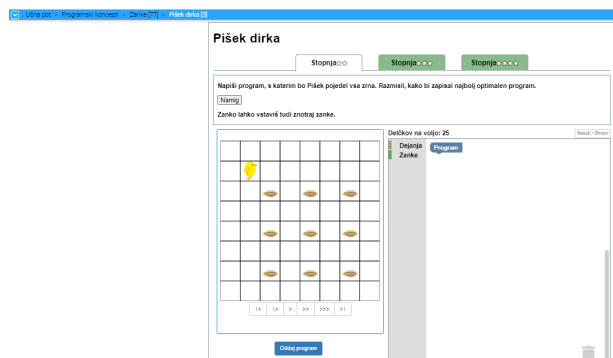 Učna pot > Programski koncepti > Zanke [77] > Pišek dirka [3]
Pišek dirka
Stopnja☆☆
Stopnja☆☆☆
Stopnja☆☆☆☆
Napiši program, s katerim bo Pišek pojedel vsa zrna. Razmisli, kako bi zapisal najbolj optimalen program.
Namig
Zanko lahko vstaviš tudi znotraj zanke.
Delčkov na voljo: 25
Naloži / Shrani
Dejanja
Zanke
Program
|< |> > >> >>> >|
Oddaj program